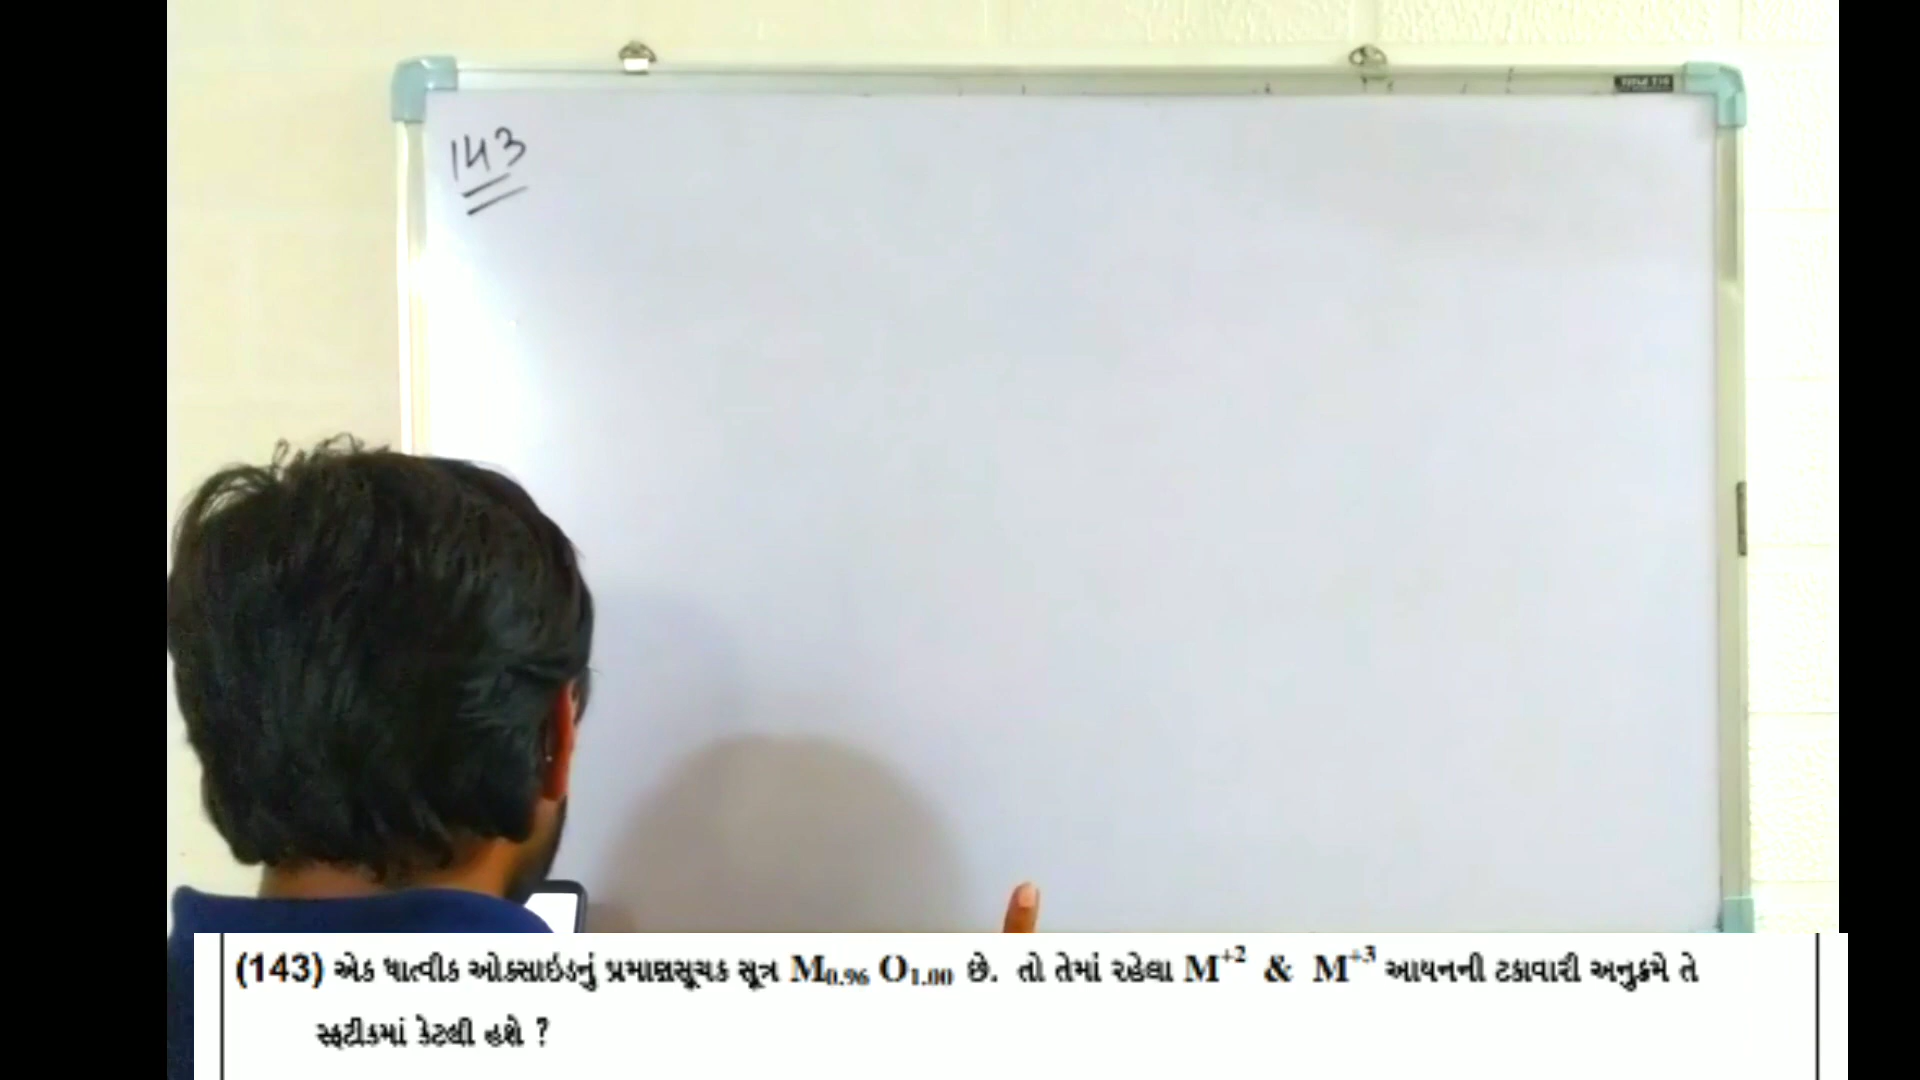 143
(143) એક ધાત્વીક ઓક્સાઇડનું પ્રમાણસૂચક સૂત્ર M0.96 O1.00 છે. તો તેમાં રહેલા M+2 & M+3 આયનની ટકાવારી અનુક્રમે તે
સ્ફટીકમાં કેટલી હશે ?